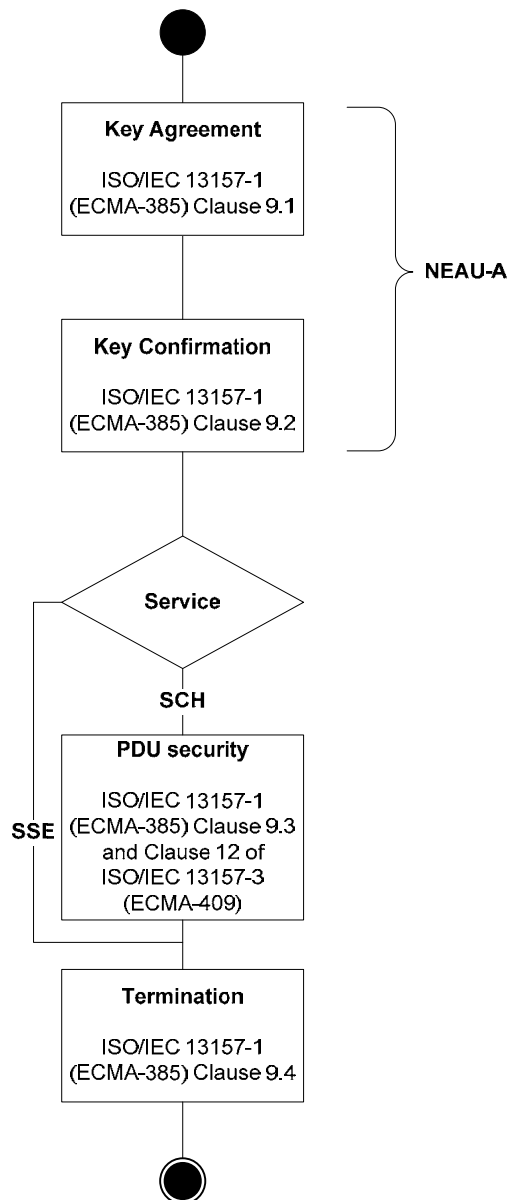 Key Agreement
ISO/IEC 13157-1
(ECMA-385) Clause 9.1
NEAU-A
Key Confirmation
ISO/IEC 13157-1
(ECMA-385) Clause 9.2
Service
SCH
PDU security
ISO/IEC 13157-1
(ECMA-385) Clause 9.3
and Clause 12 of
ISO/IEC 13157-3
(ECMA-409)
SSE
Termination
ISO/IEC 13157-1
(ECMA-385) Clause 9.4